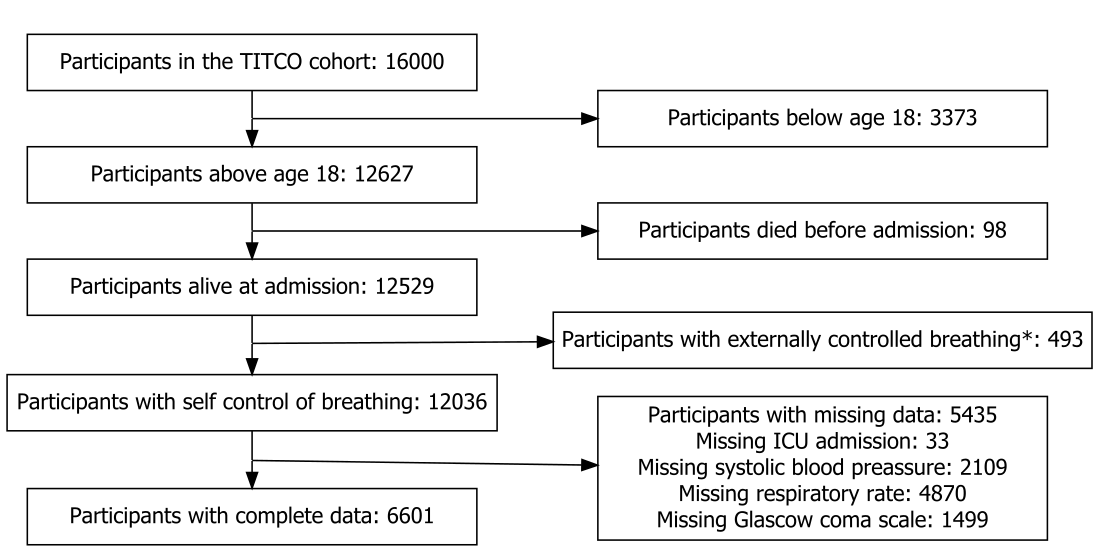 Participants in the TITCO cohort: 16000
Participants below age 18: 3373
Participants above age 18: 12627
Participants died before admission: 98
Participants alive at admission: 12529
Participants with externally controlled breathing*: 493
Participants with self control of breathing: 12036
Participants with missing data: 5435
Missing ICU admission: 33
Missing systolic blood preassure: 2109
Missing respiratory rate: 4870
Missing Glascow coma scale: 1499
Participants with complete data: 6601